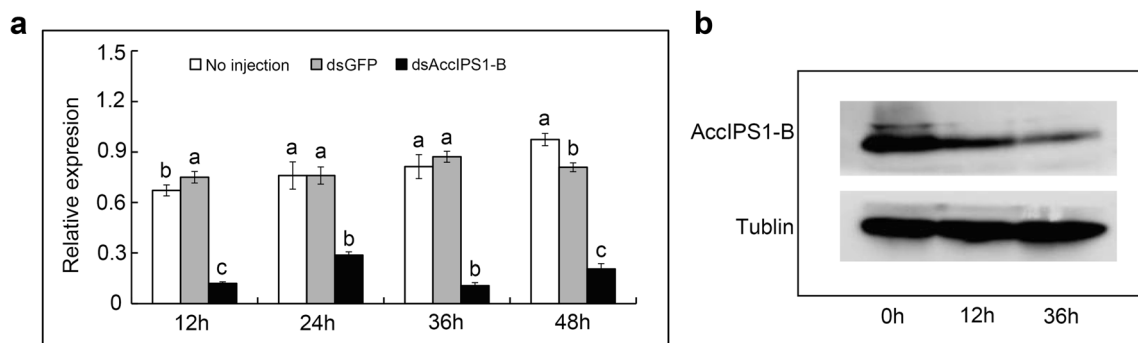 a
1.5
1.2
0.9
0.6
0.3
0
Relative expresion
No injection dsGFP dsAccIPS1-B
b a c
a a b
a a b
a b c
12h 24h 36h 48h
b
AccIPS1-B
Tublin
0h 12h 36h